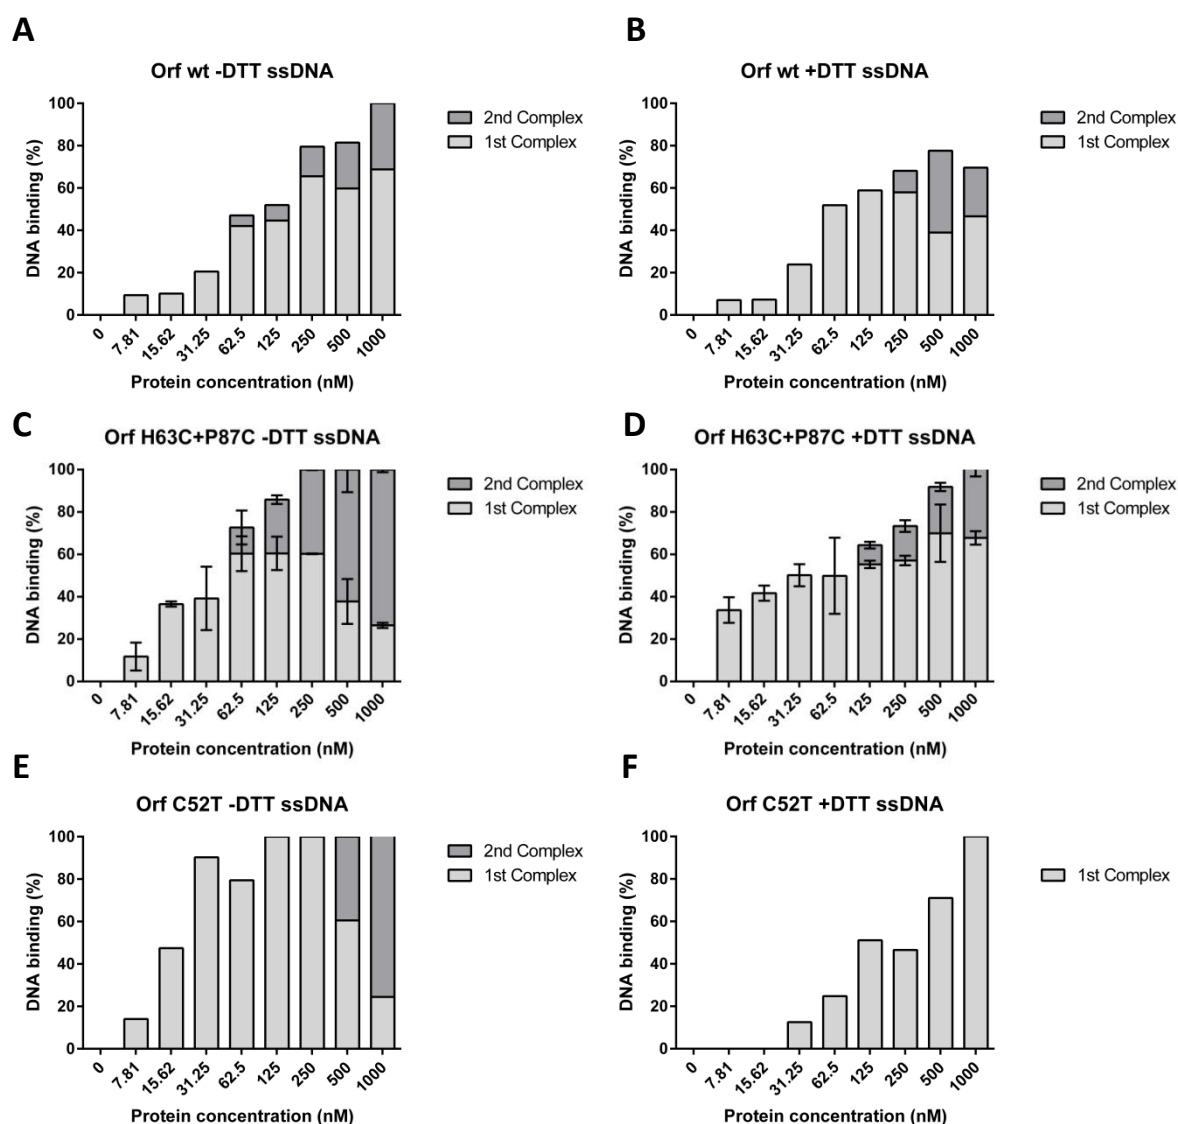 A
Orf wt -DTT ssDNA
DNA binding (%)
100
80
60
40
20
0
0 7.81 15.62 31.25 62.5 125 250 500 1000
Protein concentration (nM)
2nd Complex
1st Complex
B
Orf wt +DTT ssDNA
DNA binding (%)
100
80
60
40
20
0
0 7.81 15.62 31.25 62.5 125 250 500 1000
Protein concentration (nM)
2nd Complex
1st Complex
C
Orf H63C+P87C -DTT ssDNA
DNA binding (%)
100
80
60
40
20
0
0 7.81 15.62 31.25 62.5 125 250 500 1000
Protein concentration (nM)
2nd Complex
1st Complex
D
Orf H63C+P87C +DTT ssDNA
DNA binding (%)
100
80
60
40
20
0
0 7.81 15.62 31.25 62.5 125 250 500 1000
Protein concentration (nM)
2nd Complex
1st Complex
E
Orf C52T -DTT ssDNA
DNA binding (%)
100
80
60
40
20
0
0 7.81 15.62 31.25 62.5 125 250 500 1000
Protein concentration (nM)
2nd Complex
1st Complex
F
Orf C52T +DTT ssDNA
DNA binding (%)
100
80
60
40
20
0
0 7.81 15.62 31.25 62.5 125 250 500 1000
Protein concentration (nM)
1st Complex